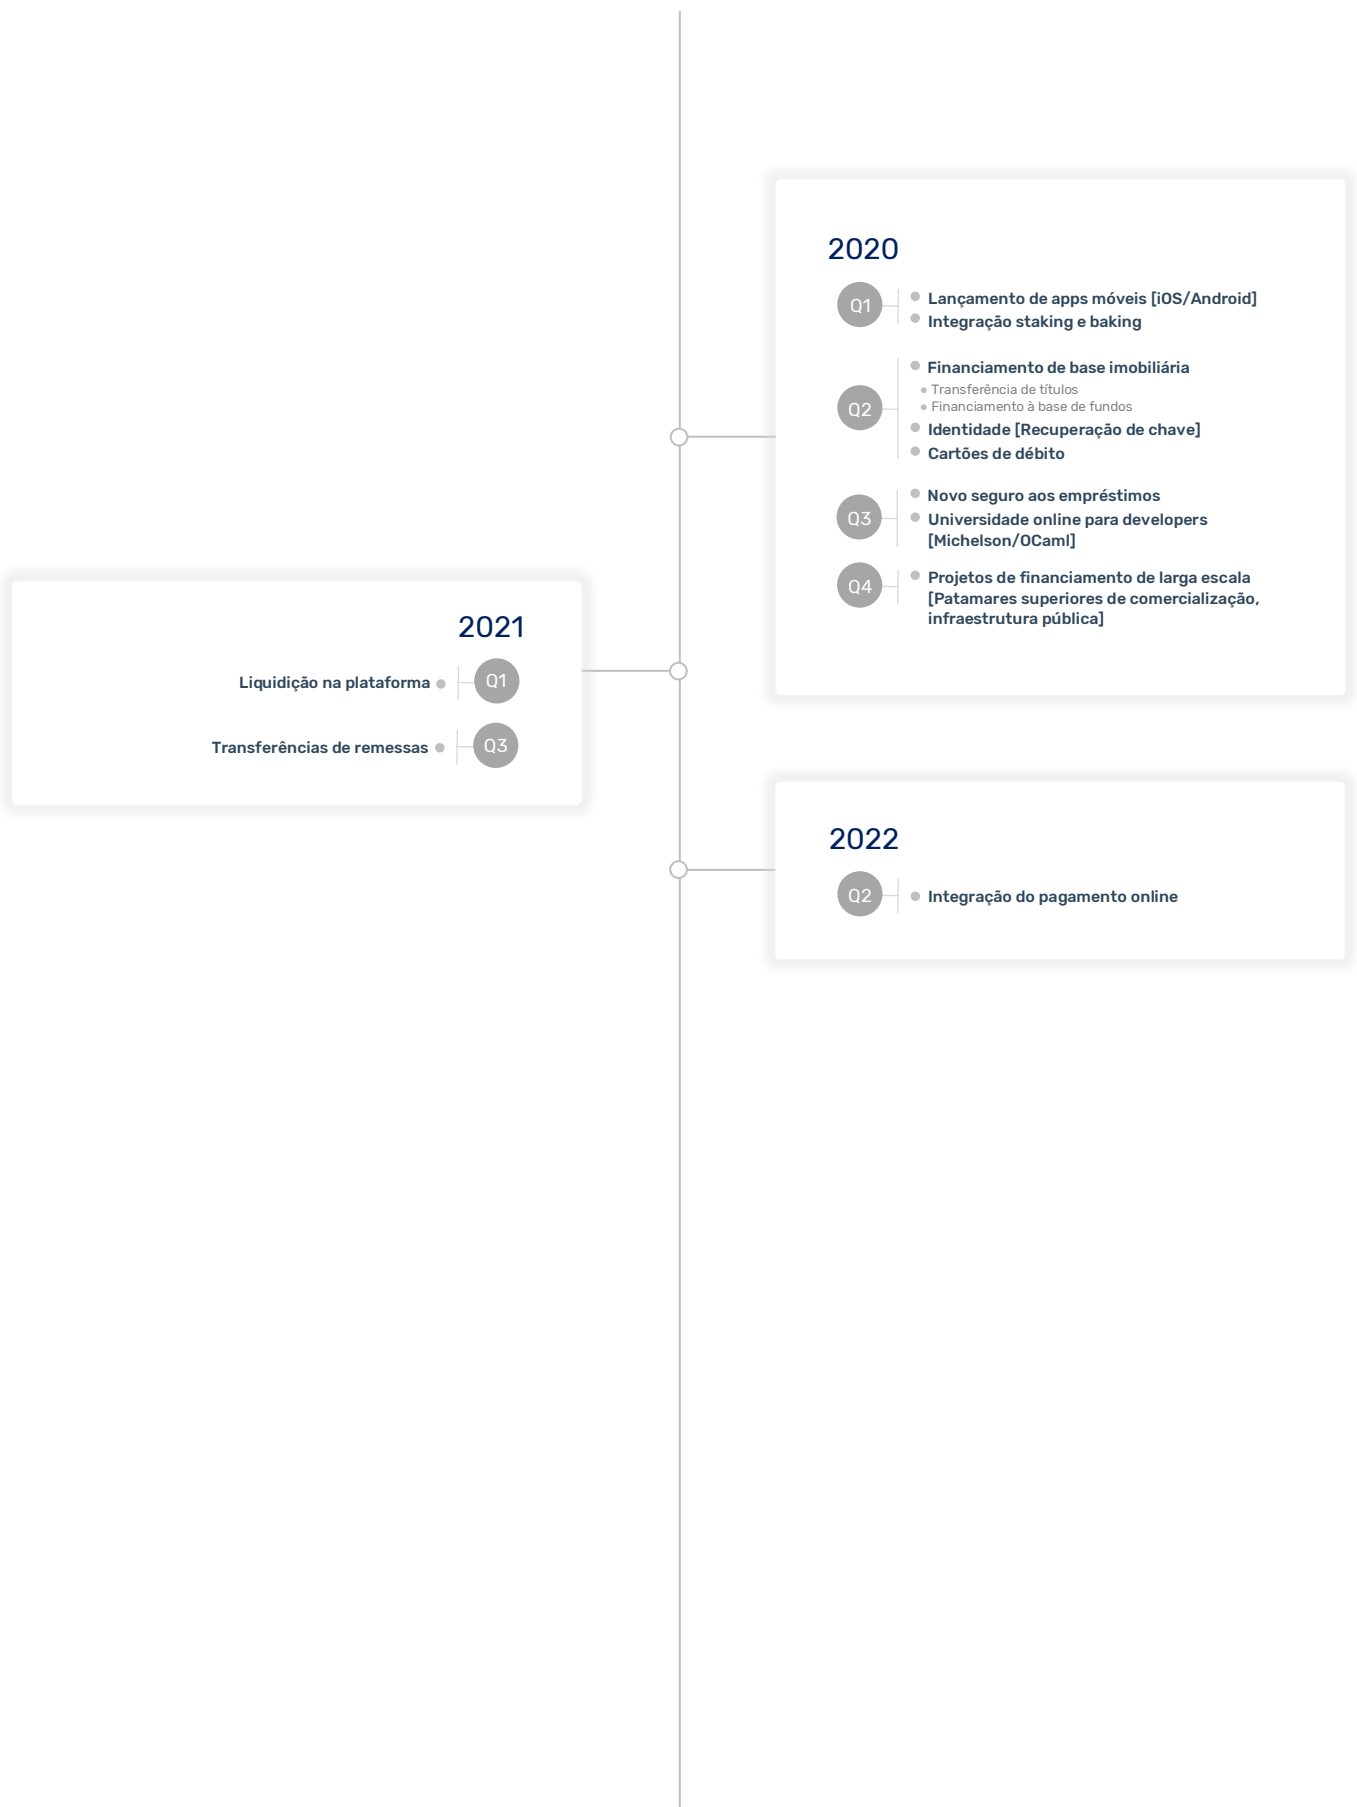 2020
Q1
Lançamento de apps móveis [iOS/Android]
Integração staking e baking
Q2
Financiamento de base imobiliária
Transferência de títulos
Financiamento à base de fundos
Identidade [Recuperação de chave]
Cartões de débito
Q3
Novo seguro aos empréstimos
Universidade online para developers
[Michelson/OCaml]
Q4
Projetos de financiamento de larga escala
[Patamares superiores de comercialização,
infraestrutura pública]
2021
Liquidição na plataforma
Q1
Transferências de remessas
Q3
2022
Q2
Integração do pagamento online